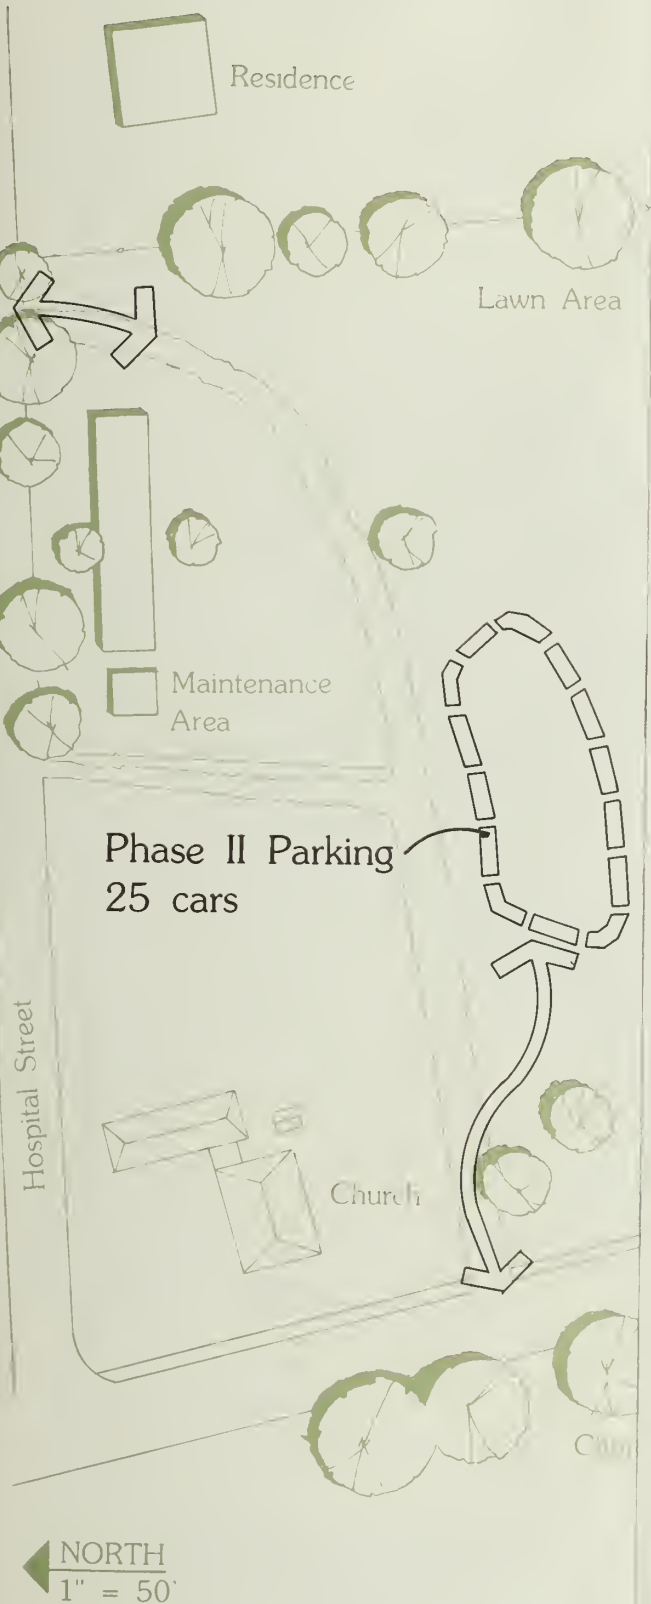 Residence
Lawn Area
Maintenance
Area
Phase II Parking
25 cars
Hospital Street
Church
NORTH
1" = 50'